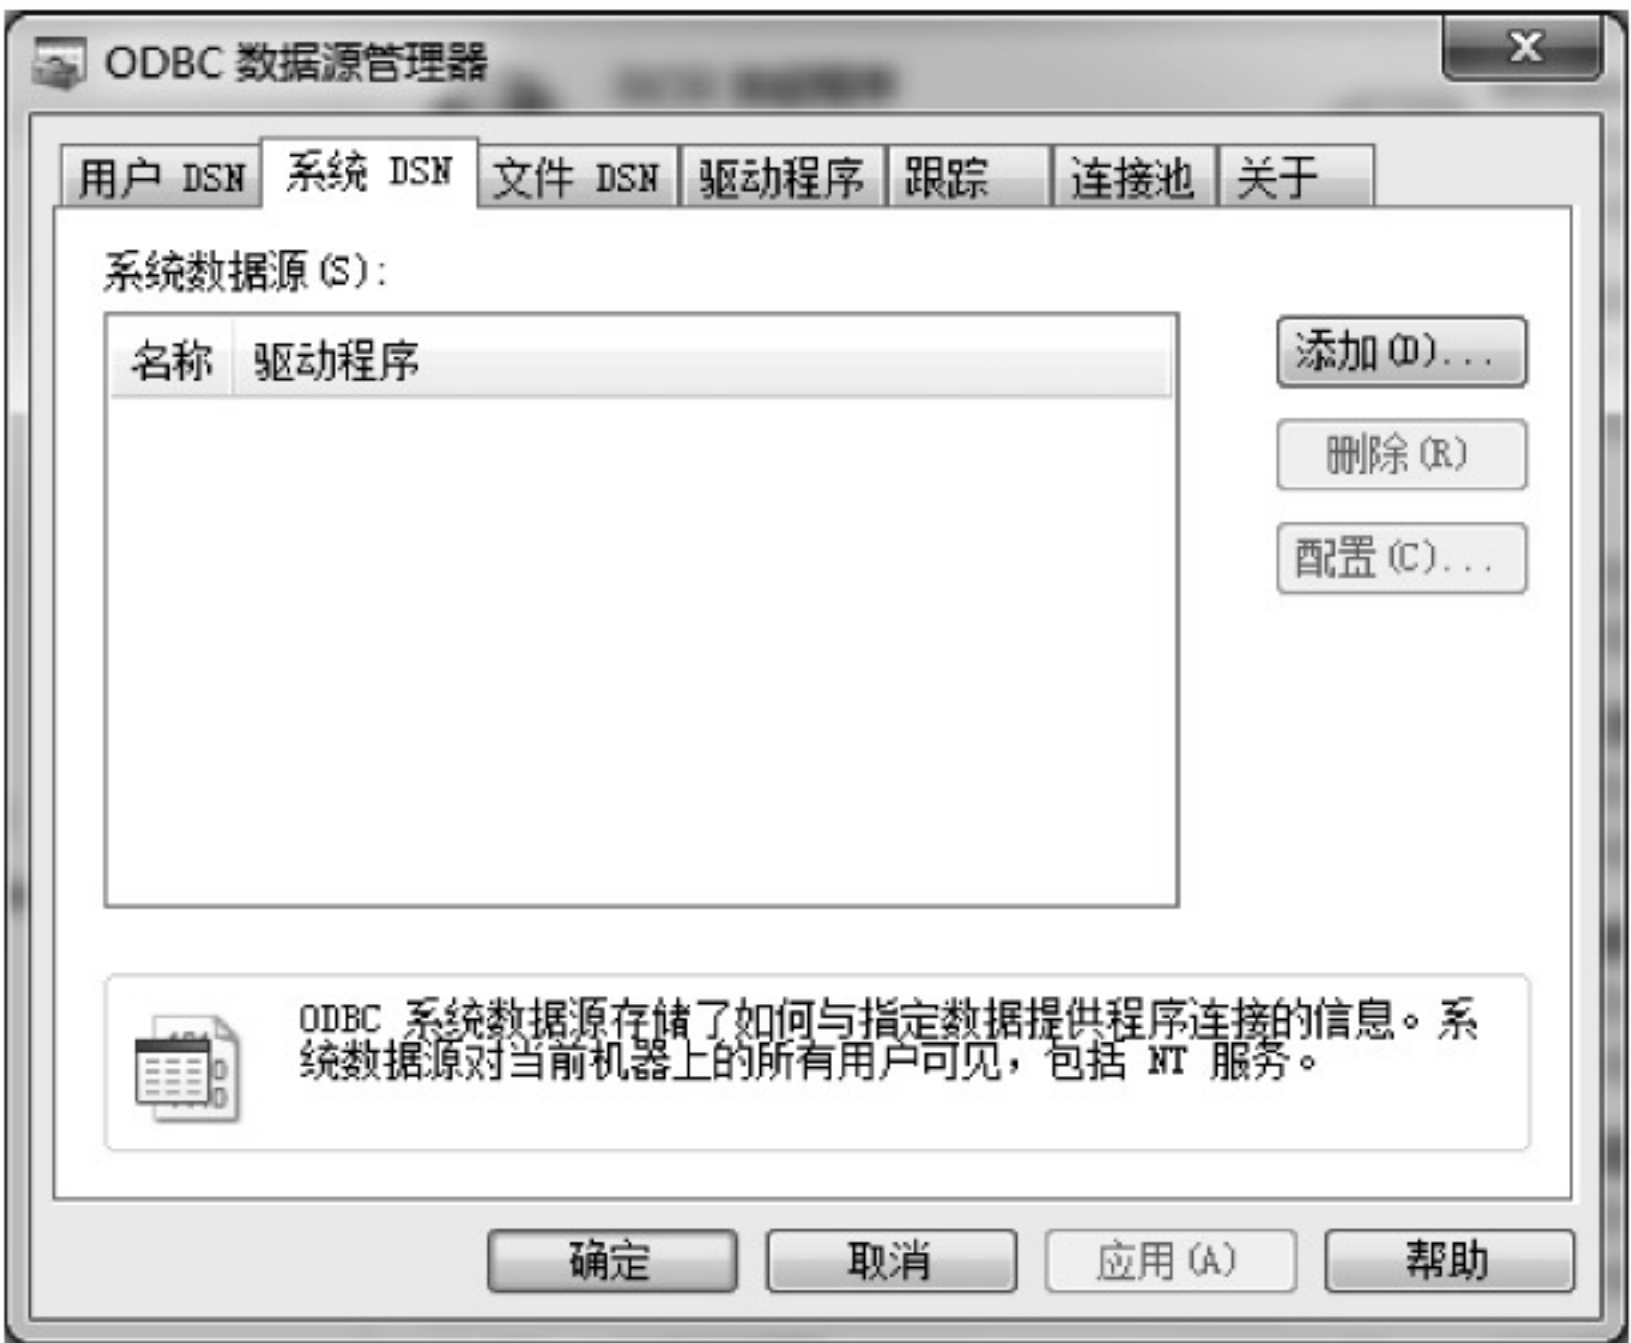 ODBC 数据源管理器
用户 DSN 系统 DSN 文件 DSN 驱动程序 跟踪 连接池 关于
系统数据源(S):
名称 驱动程序
添加(D)...
删除(R)
配置(C)...
ODBC 系统数据源存储了如何与指定数据提供程序连接的信息。系
统数据源对当前机器上的所有用户可见，包括 NT 服务。
确定 取消 应用(A) 帮助